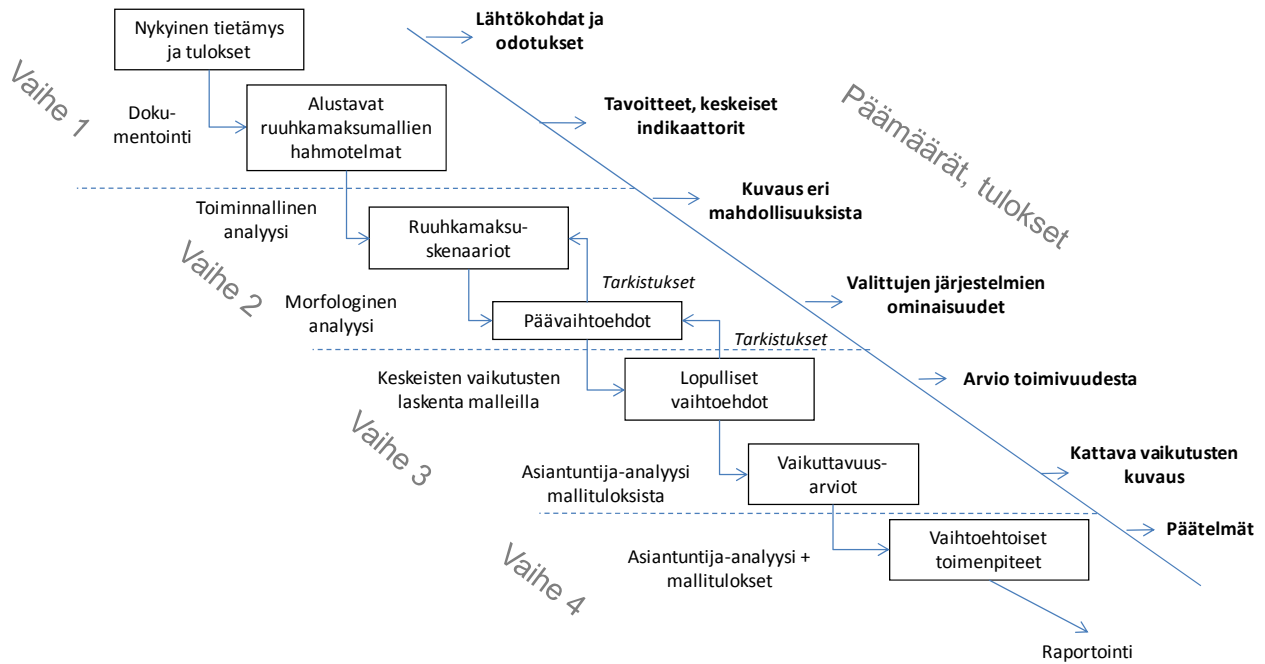 Nykyinen tietämys
ja tulokset
Lähtökohdat ja
odotukset
Vaihe 1
Doku-
mentointi
Alustavat
ruuhkamaksumallien
hahmotelmat
Tavoitteet, keskeiset
indikaattorit
Päämäärät, tulokset
Toiminnallinen
analyysi
Ruuhkamaksu-
skenaariot
Kuvaus eri
mahdollisuuksista
Vaihe 2
Tarkistukset
Morfologinen
analyysi
Päävaihtoehdot
Valittujen järjestelmien
ominaisuudet
Tarkistukset
Keskeisten vaikutusten
laskenta malleilla
Lopulliset
vaihtoehdot
Arvio toimivuudesta
Vaihe 3
Asiantuntija-analyysi
mallituloksista
Vaikuttavuus-
arviot
Kattava vaikutusten
kuvaus
Vaihe 4
Asiantuntija-analyysi +
mallitulokset
Vaihtoehtoiset
toimenpiteet
Päätelmät
Raportointi